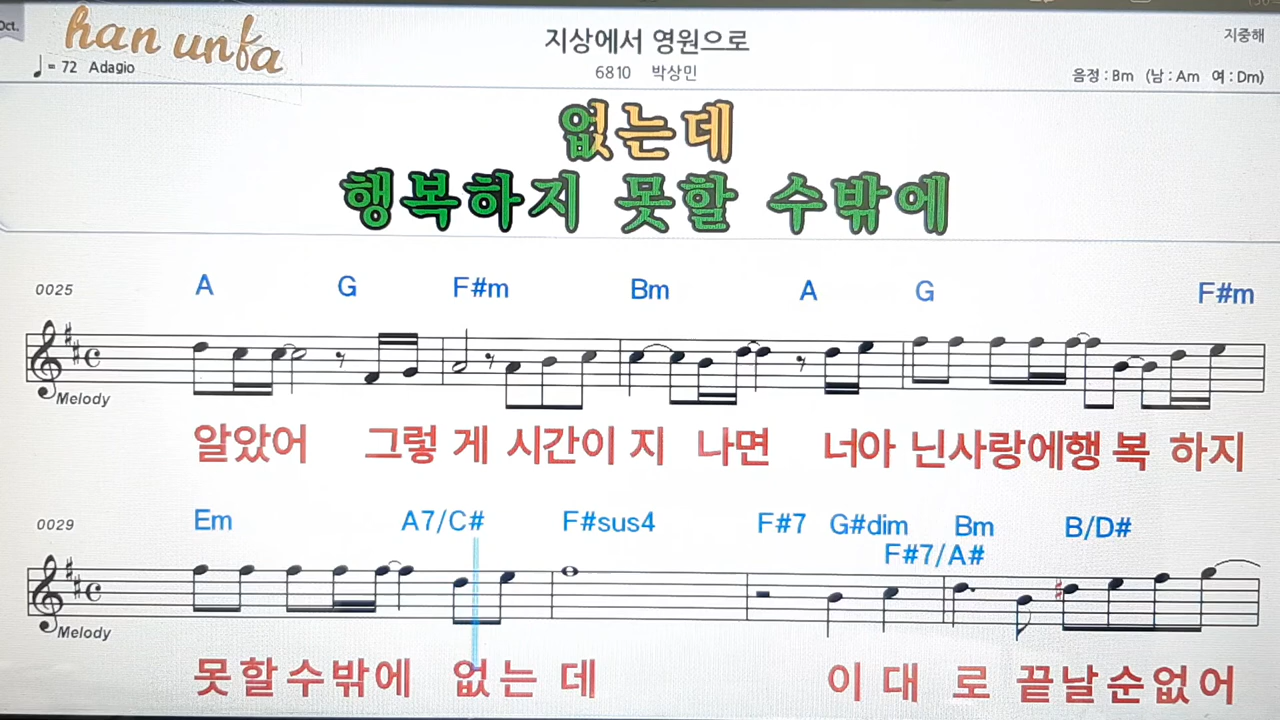 Oct.
han unfa
지상에서 영원으로
지중해
♩= 72 Adagio
6810 박상민
음정 : Bm (남 : Am 여 : Dm)
없는데
행복하지 못할 수밖에
0025 A G F#m Bm A G F#m
Melody
알았어 그렇 게 시간이 지 나면 너아 닌사랑에행 복 하지
0029 Em A7/C# F#sus4 F#7 G#dim Bm B/D#
F#7/A#
Melody
못할수밖에 없는 데 이 대 로 끝날순없어